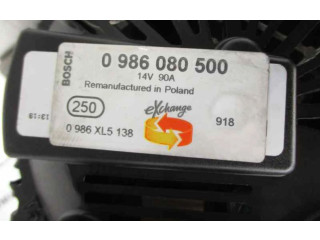 BOSCH
0 986 080 500
14V 90A
Remanufactured in Poland
250
eXchange
0 986 XL5 138
918